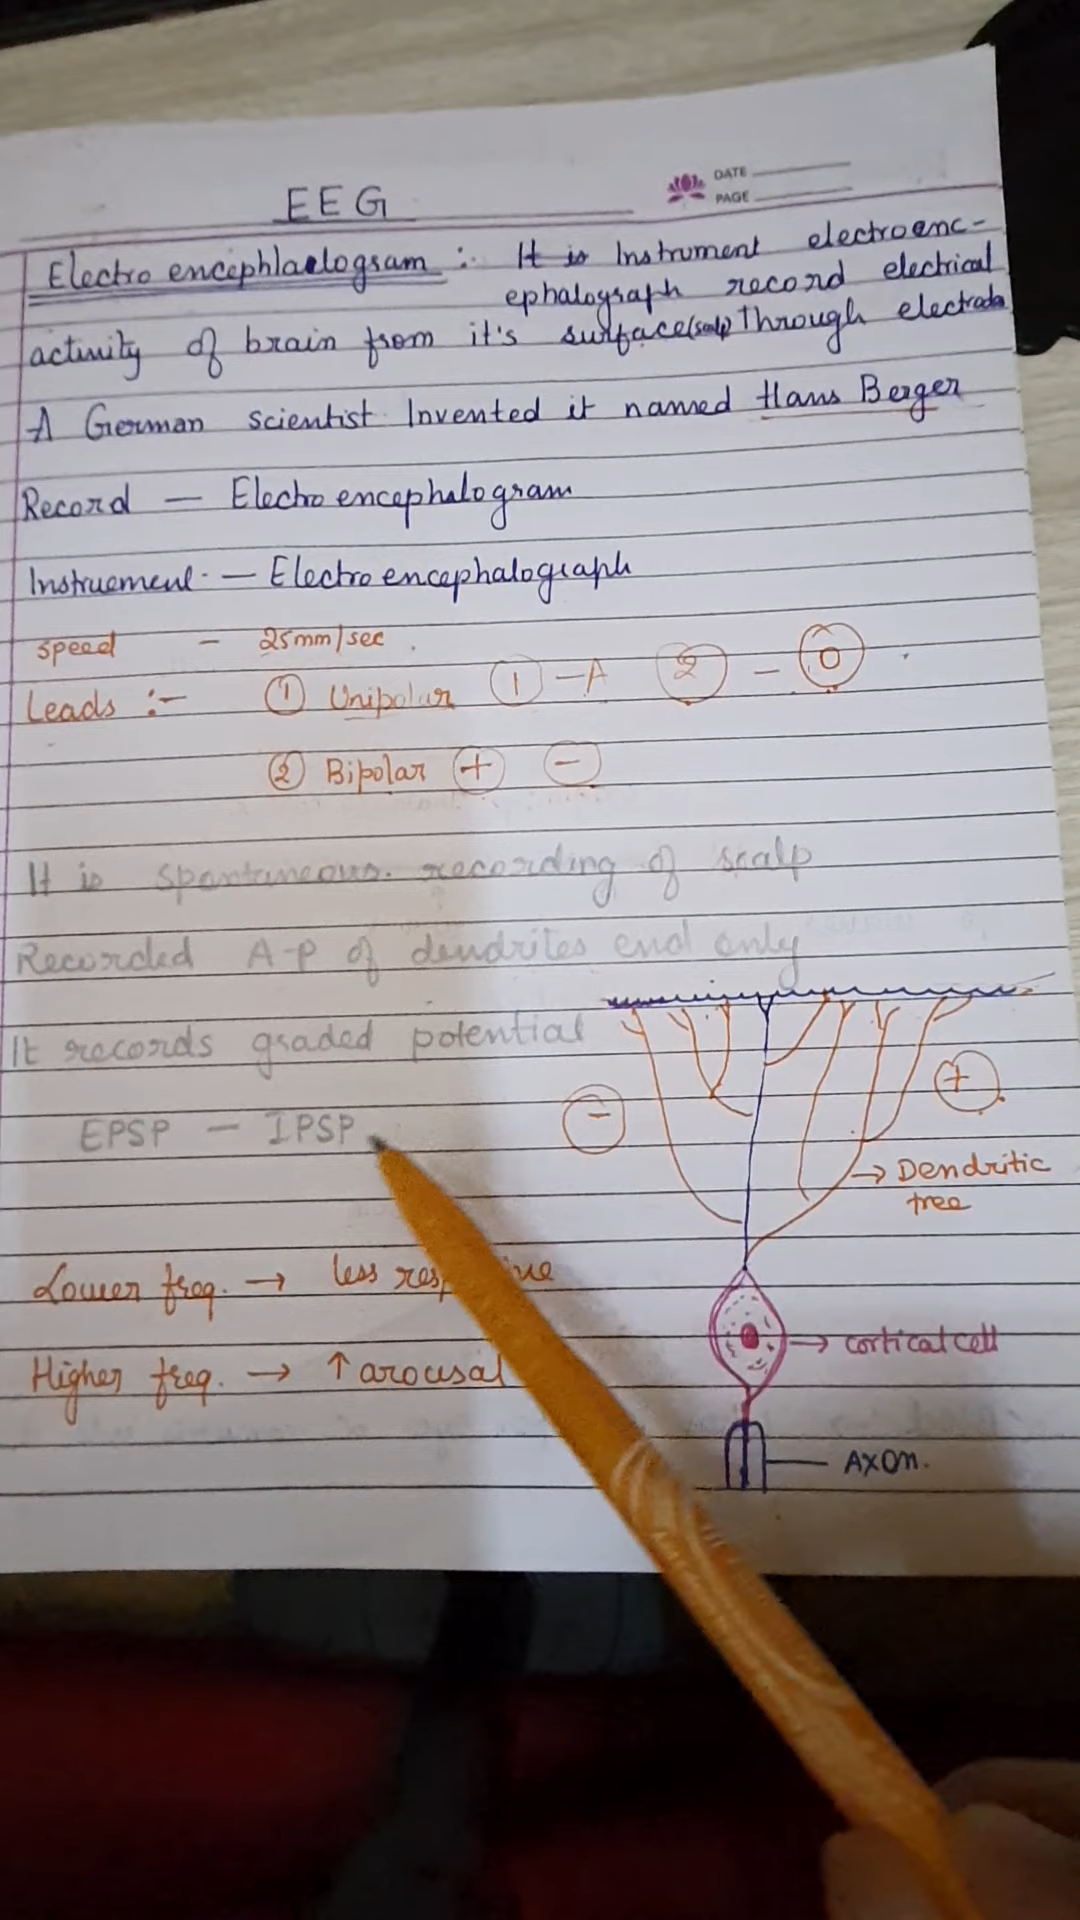 EEG
DATE
PAGE
Electro encephlaologram :- It is Instrument electroenc-
ephalograph record electrical
activity of brain from it's surface(scalp) Through electrode
A German scientist Invented it named Hans Berger
Record — Electro encephalogram
Instruement - — Electro encephalograph
speed - 25mm/sec.
Leads :- ① Unipolar ① - A ② - 0
② Bipolar + -
It is spontaneous. recording of scalp
Recorded A-P of dendrites end only
It records graded potential
EPSP - IPSP
- +
→ Dendritic
tree
Lower freq. → less
Higher freq. → ↑ arousal
→ cortical cell
— AXON.